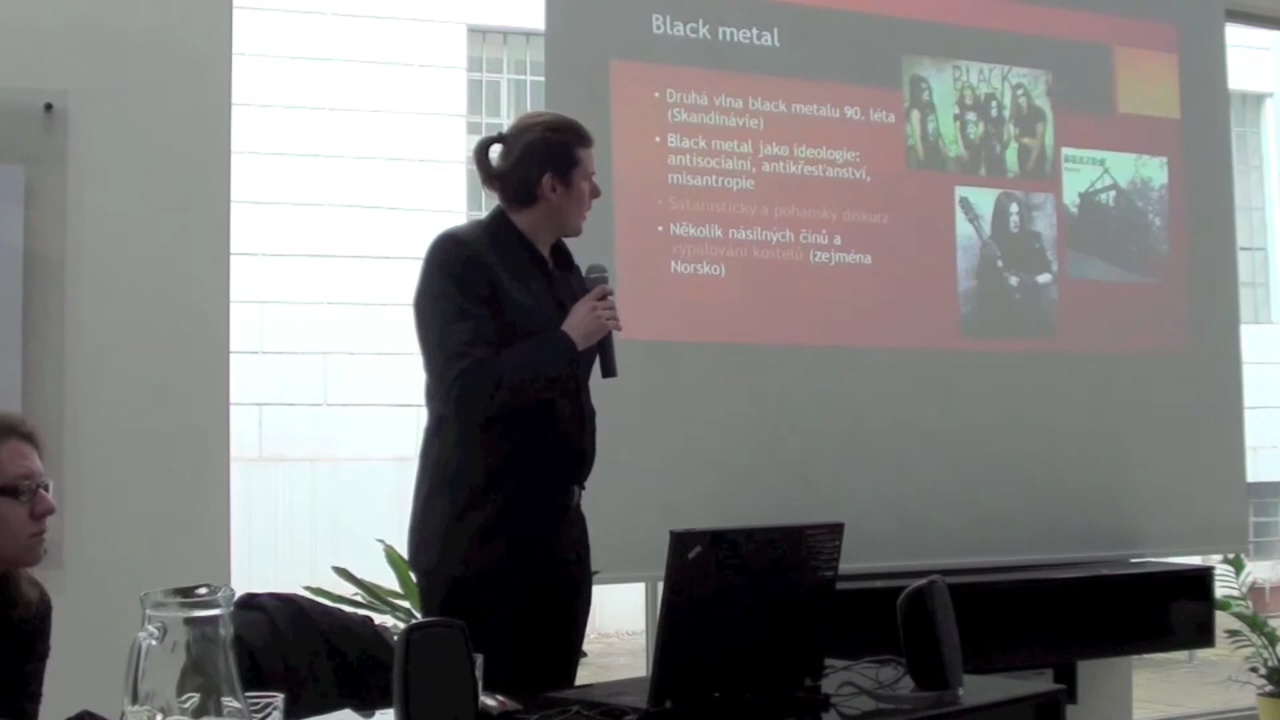 Black metal
• Druhá vlna black metalu 90. léta
(Skandinávie)
• Black metal jako ideologie:
antisociální, antikřesťanství,
misantropie
• Satanistický a pohanský diskurz
• Několik násilných činů a
vypalování kostelů (zejména
Norsko)
BLACK